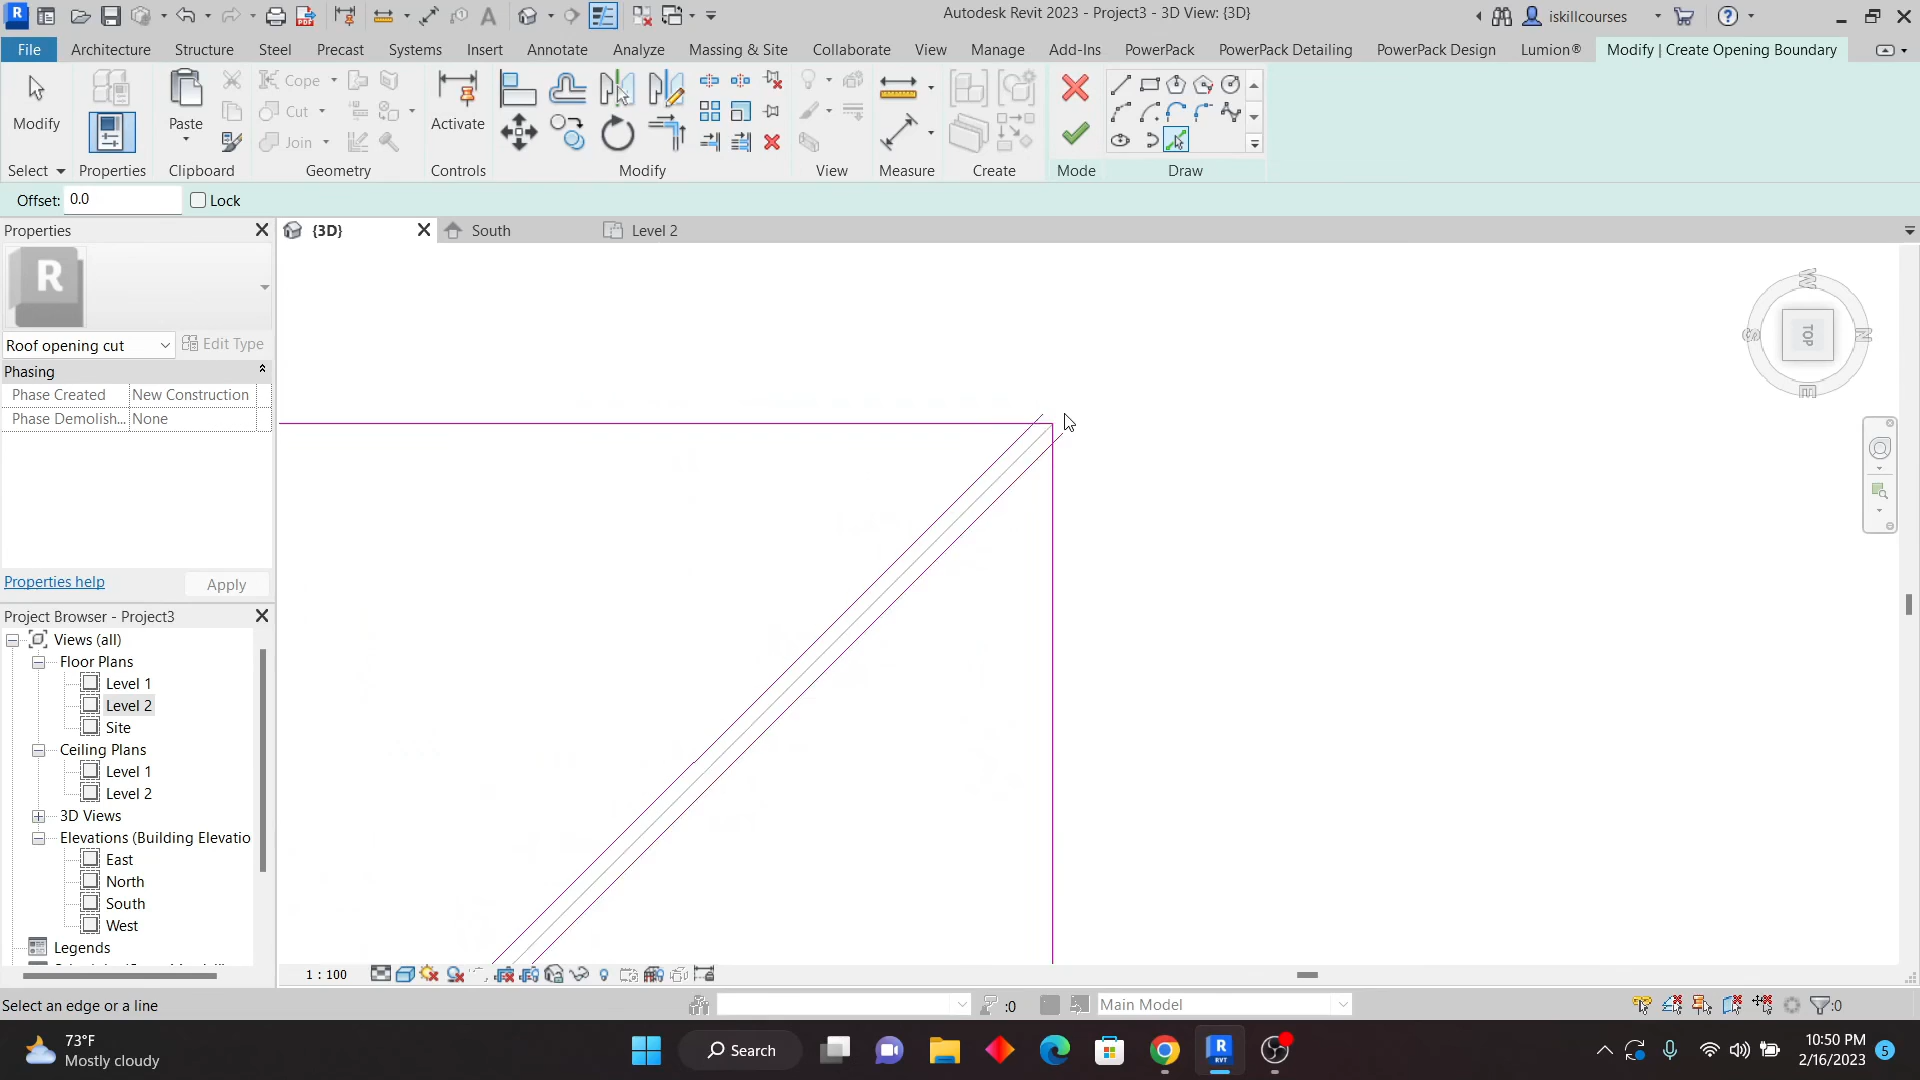 Autodesk Revit 2023 - Project3 - 3D View: {3D}
iskillcourses
File
Architecture
Structure
Steel
Precast
Systems
Insert
Annotate
Analyze
Massing & Site
Collaborate
View
Manage
Add-Ins
PowerPack
PowerPack Detailing
PowerPack Design
Lumion®
Modify | Create Opening Boundary
Modify
Paste
Cope
Cut
Join
Activate
Select
Properties
Clipboard
Geometry
Controls
Modify
View
Measure
Create
Mode
Draw
Offset: 0.0
Lock
Properties
{3D}
South
Level 2
R
Roof opening cut
Edit Type
Phasing
Phase Created New Construction
Phase Demolish... None
Properties help
Apply
TOP
W
N
S
E
Project Browser - Project3
Views (all)
Floor Plans
Level 1
Level 2
Site
Ceiling Plans
Level 1
Level 2
3D Views
Elevations (Building Elevatio
East
North
South
West
Legends
1 : 100
Select an edge or a line
:0
Main Model
:0
73°F
Mostly cloudy
Search
R
RVT
10:50 PM
2/16/2023
5